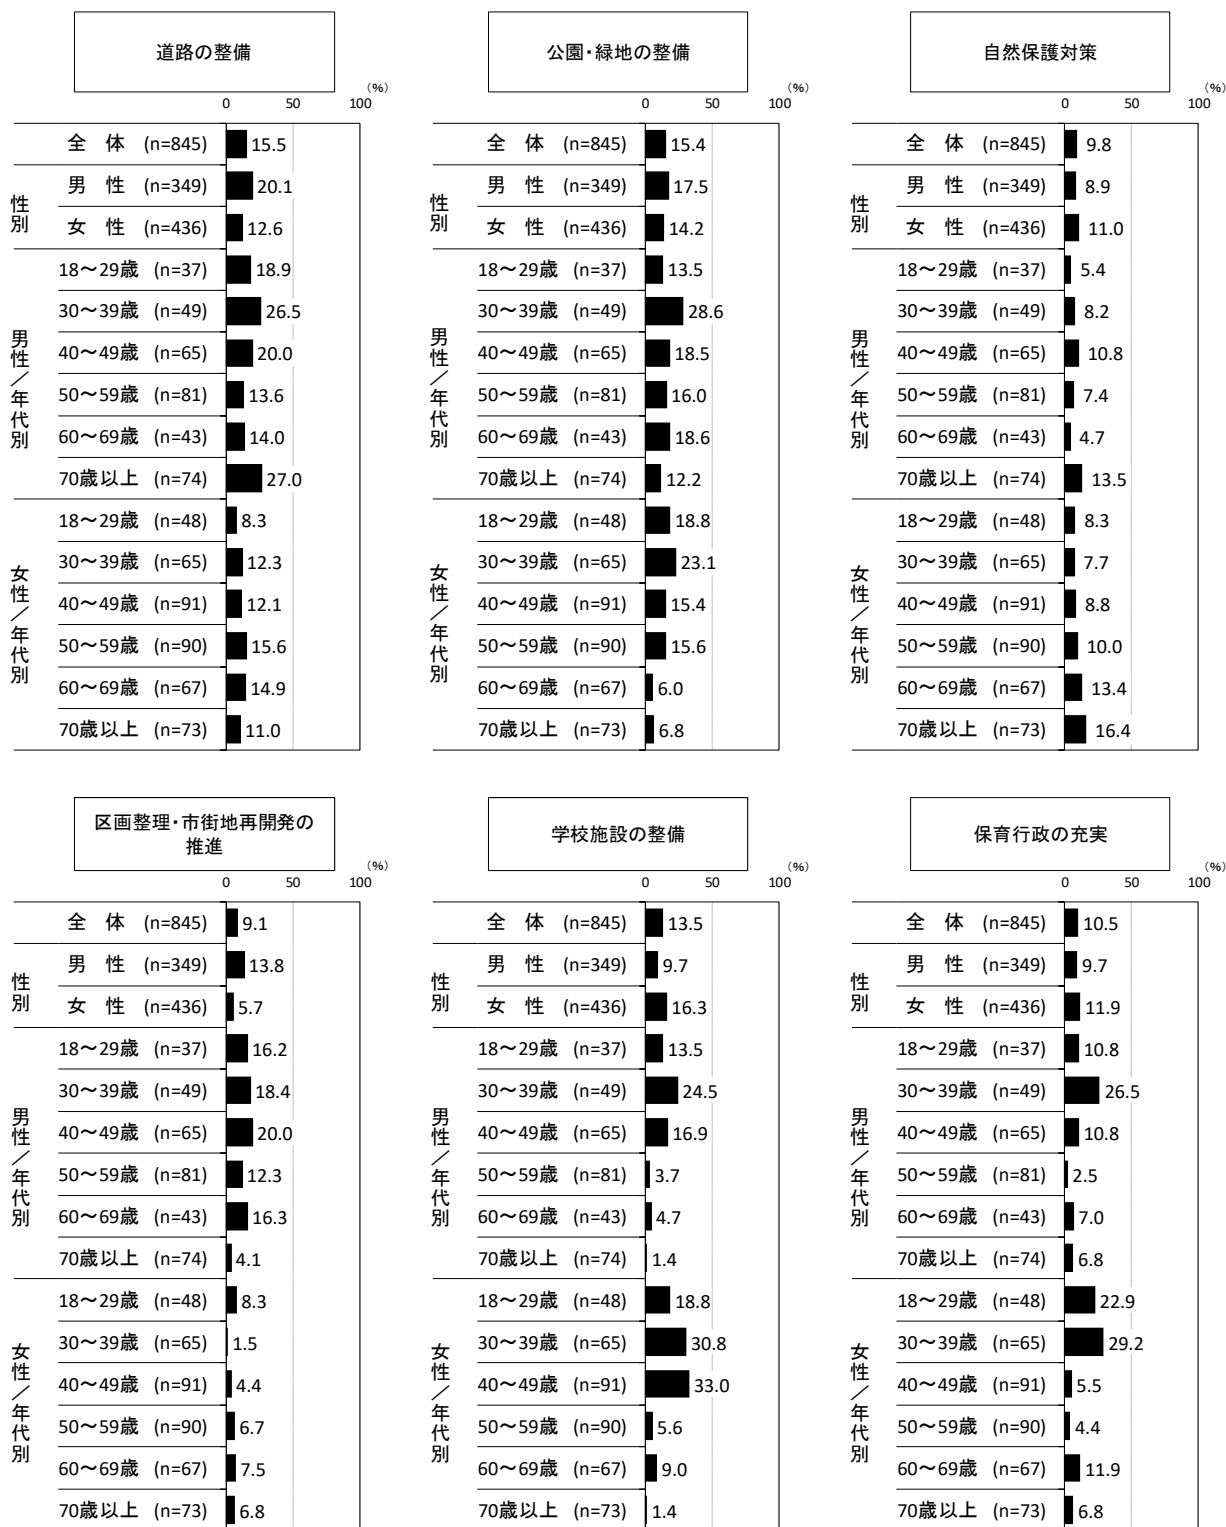 道路の整備
(%)
0 50 100
全 体 (n=845) 15.5
性別
男 性 (n=349) 20.1
女 性 (n=436) 12.6
男性／年代別
18～29歳 (n=37) 18.9
30～39歳 (n=49) 26.5
40～49歳 (n=65) 20.0
50～59歳 (n=81) 13.6
60～69歳 (n=43) 14.0
70歳以上 (n=74) 27.0
女性／年代別
18～29歳 (n=48) 8.3
30～39歳 (n=65) 12.3
40～49歳 (n=91) 12.1
50～59歳 (n=90) 15.6
60～69歳 (n=67) 14.9
70歳以上 (n=73) 11.0
公園・緑地の整備
(%)
0 50 100
全 体 (n=845) 15.4
性別
男 性 (n=349) 17.5
女 性 (n=436) 14.2
男性／年代別
18～29歳 (n=37) 13.5
30～39歳 (n=49) 28.6
40～49歳 (n=65) 18.5
50～59歳 (n=81) 16.0
60～69歳 (n=43) 18.6
70歳以上 (n=74) 12.2
女性／年代別
18～29歳 (n=48) 18.8
30～39歳 (n=65) 23.1
40～49歳 (n=91) 15.4
50～59歳 (n=90) 15.6
60～69歳 (n=67) 6.0
70歳以上 (n=73) 6.8
自然保護対策
(%)
0 50 100
全 体 (n=845) 9.8
性別
男 性 (n=349) 8.9
女 性 (n=436) 11.0
男性／年代別
18～29歳 (n=37) 5.4
30～39歳 (n=49) 8.2
40～49歳 (n=65) 10.8
50～59歳 (n=81) 7.4
60～69歳 (n=43) 4.7
70歳以上 (n=74) 13.5
女性／年代別
18～29歳 (n=48) 8.3
30～39歳 (n=65) 7.7
40～49歳 (n=91) 8.8
50～59歳 (n=90) 10.0
60～69歳 (n=67) 13.4
70歳以上 (n=73) 16.4
区画整理・市街地再開発の
推進
(%)
0 50 100
全 体 (n=845) 9.1
性別
男 性 (n=349) 13.8
女 性 (n=436) 5.7
男性／年代別
18～29歳 (n=37) 16.2
30～39歳 (n=49) 18.4
40～49歳 (n=65) 20.0
50～59歳 (n=81) 12.3
60～69歳 (n=43) 16.3
70歳以上 (n=74) 4.1
女性／年代別
18～29歳 (n=48) 8.3
30～39歳 (n=65) 1.5
40～49歳 (n=91) 4.4
50～59歳 (n=90) 6.7
60～69歳 (n=67) 7.5
70歳以上 (n=73) 6.8
学校施設の整備
(%)
0 50 100
全 体 (n=845) 13.5
性別
男 性 (n=349) 9.7
女 性 (n=436) 16.3
男性／年代別
18～29歳 (n=37) 13.5
30～39歳 (n=49) 24.5
40～49歳 (n=65) 16.9
50～59歳 (n=81) 3.7
60～69歳 (n=43) 4.7
70歳以上 (n=74) 1.4
女性／年代別
18～29歳 (n=48) 18.8
30～39歳 (n=65) 30.8
40～49歳 (n=91) 33.0
50～59歳 (n=90) 5.6
60～69歳 (n=67) 9.0
70歳以上 (n=73) 1.4
保育行政の充実
(%)
0 50 100
全 体 (n=845) 10.5
性別
男 性 (n=349) 9.7
女 性 (n=436) 11.9
男性／年代別
18～29歳 (n=37) 10.8
30～39歳 (n=49) 26.5
40～49歳 (n=65) 10.8
50～59歳 (n=81) 2.5
60～69歳 (n=43) 7.0
70歳以上 (n=74) 6.8
女性／年代別
18～29歳 (n=48) 22.9
30～39歳 (n=65) 29.2
40～49歳 (n=91) 5.5
50～59歳 (n=90) 4.4
60～69歳 (n=67) 11.9
70歳以上 (n=73) 6.8